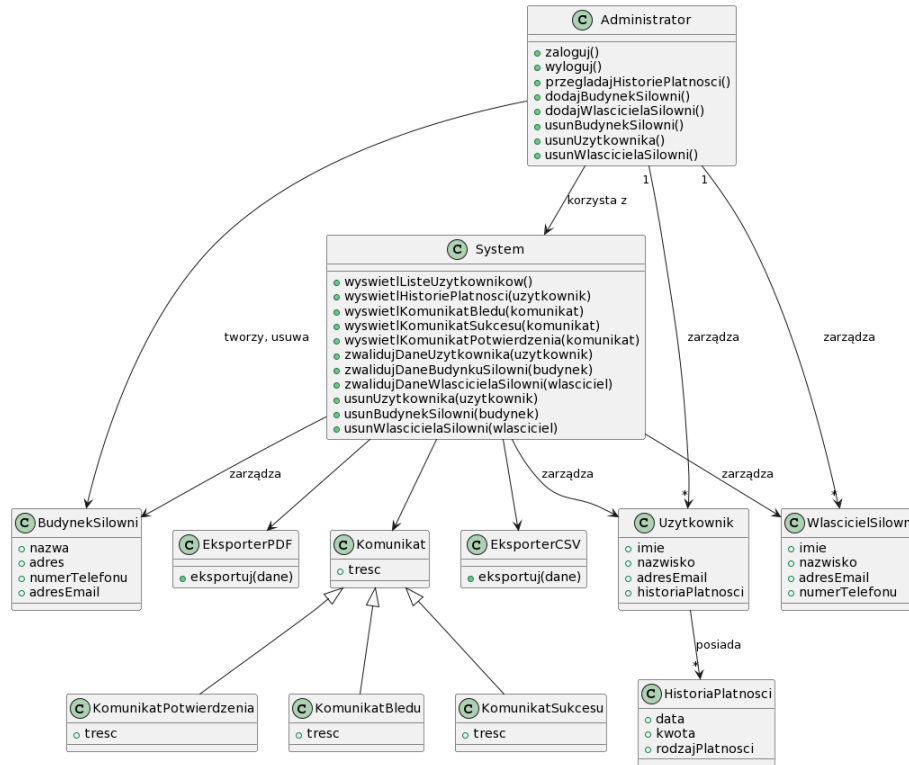 C Administrator
zaloguj()
wyloguj()
przegladajHistoriePlatnosci()
dodajBudynekSilowni()
dodajWlascicielaSilowni()
usunBudynekSilowni()
usunUzytkownika()
usunWlascicielaSilowni()
1
1
korzysta z
C System
wyswietlListeUzytkownikow()
wyswietlHistoriePlatnosci(uzytkownik)
wyswietlKomunikatBledu(komunikat)
wyswietlKomunikatSukcesu(komunikat)
wyswietlKomunikatPotwierdzenia(komunikat)
zwalidujDaneUzytkownika(uzytkownik)
zwalidujDaneBudynkuSilowni(budynek)
zwalidujDaneWlascicielaSilowni(wlasciciel)
usunUzytkownika(uzytkownik)
usunBudynekSilowni(budynek)
usunWlascicielaSilowni(wlasciciel)
tworzy, usuwa
zarządza
zarządza
zarządza
zarządza
zarządza
*
*
C BudynekSilowni
nazwa
adres
numerTelefonu
adresEmail
C EksporterPDF
eksportuj(dane)
C Komunikat
tresc
C EksporterCSV
eksportuj(dane)
C Uzytkownik
imie
nazwisko
adresEmail
historiaPlatnosci
C WlascicielSilown
imie
nazwisko
adresEmail
numerTelefonu
posiada
*
C KomunikatPotwierdzenia
tresc
C KomunikatBledu
tresc
C KomunikatSukcesu
tresc
C HistoriaPlatnosci
data
kwota
rodzajPlatnosci